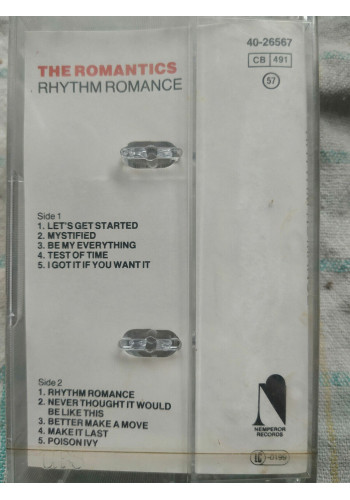 40-26567
THE ROMANTICS
CB 491
RHYTHM ROMANCE
57
Side 1
1. LET'S GET STARTED
2. MYSTIFIED
3. BE MY EVERYTHING
4. TEST OF TIME
5. I GOT IT IF YOU WANT IT
Side 2
1. RHYTHM ROMANCE
2. NEVER THOUGHT IT WOULD
BE LIKE THIS
3. BETTER MAKE A MOVE
4. MAKE IT LAST
5. POISON IVY
NEMPEROR
RECORDS